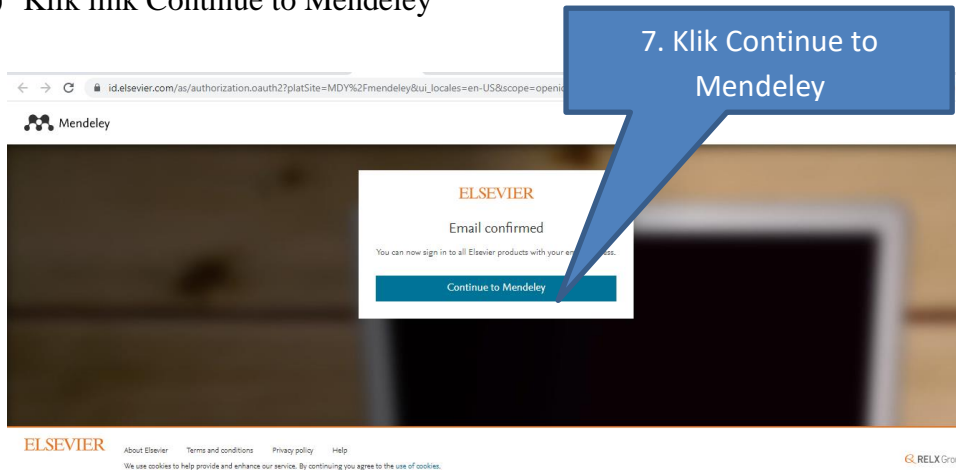 Klik link Continue to Mendeley
7. Klik Continue to
Mendeley
id.elsevier.com/as/authorization.oauth2?platSite=MDY%2Fmendeley&ui_locales=en-US&scope=openid
Mendeley
ELSEVIER
Email confirmed
You can now sign in to all Elsevier products with your
Continue to Mendeley
ELSEVIER
About Elsevier Terms and conditions Privacy policy Help
We use cookies to help provide and enhance our service. By continuing you agree to the use of cookies.
RELX